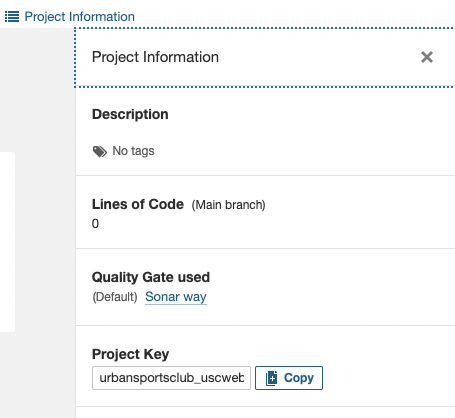 Project Information
Project Information
Description
No tags
Lines of Code (Main branch)
0
Quality Gate used
(Default) Sonar way
Project Key
urbansportsclub_uscweb Copy